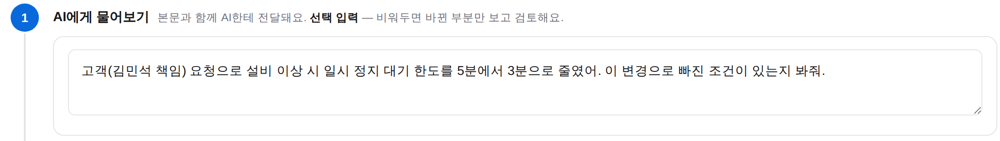 1
AI에게 물어보기 본문과 함께 AI한테 전달돼요. 선택 입력 — 비워두면 바뀐 부분만 보고 검토해요.
고객(김민석 책임) 요청으로 설비 이상 시 일시 정지 대기 한도를 5분에서 3분으로 줄였어. 이 변경으로 빠진 조건이 있는지 봐줘.